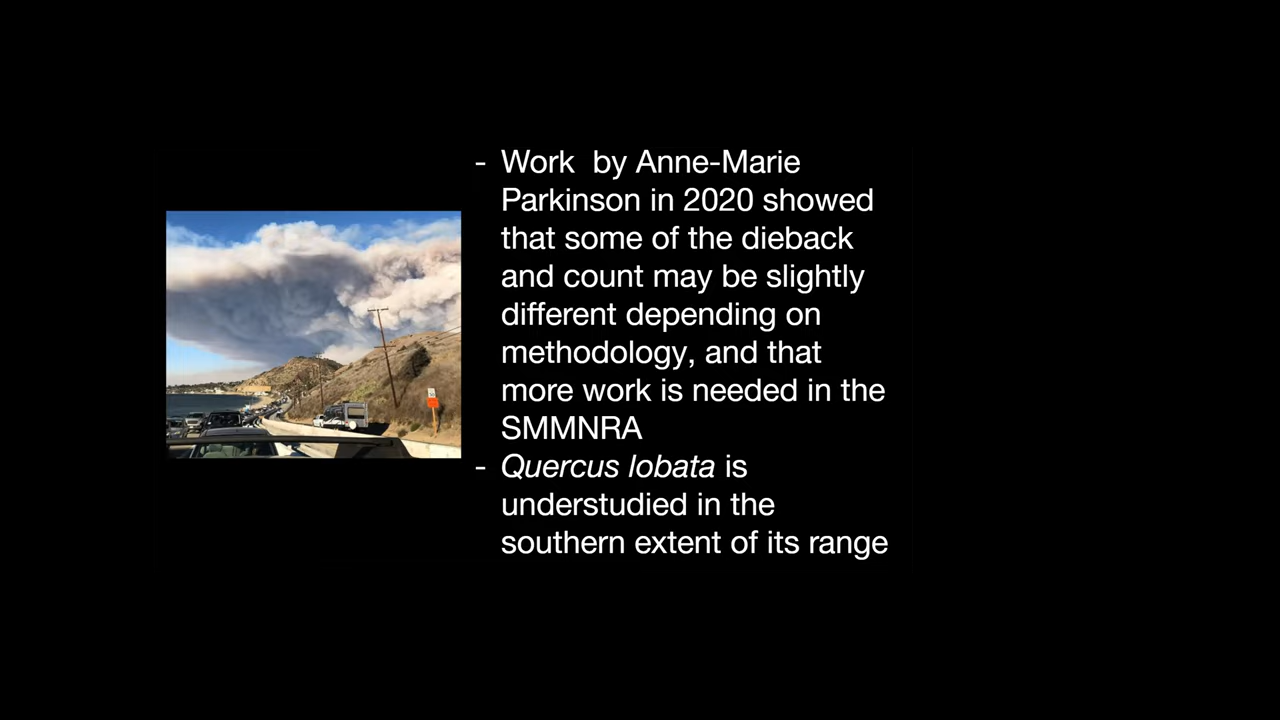 - Work  by Anne-Marie
Parkinson in 2020 showed
that some of the dieback
and count may be slightly
different depending on
methodology, and that
more work is needed in the
SMMNRA
- Quercus lobata is
understudied in the
southern extent of its range